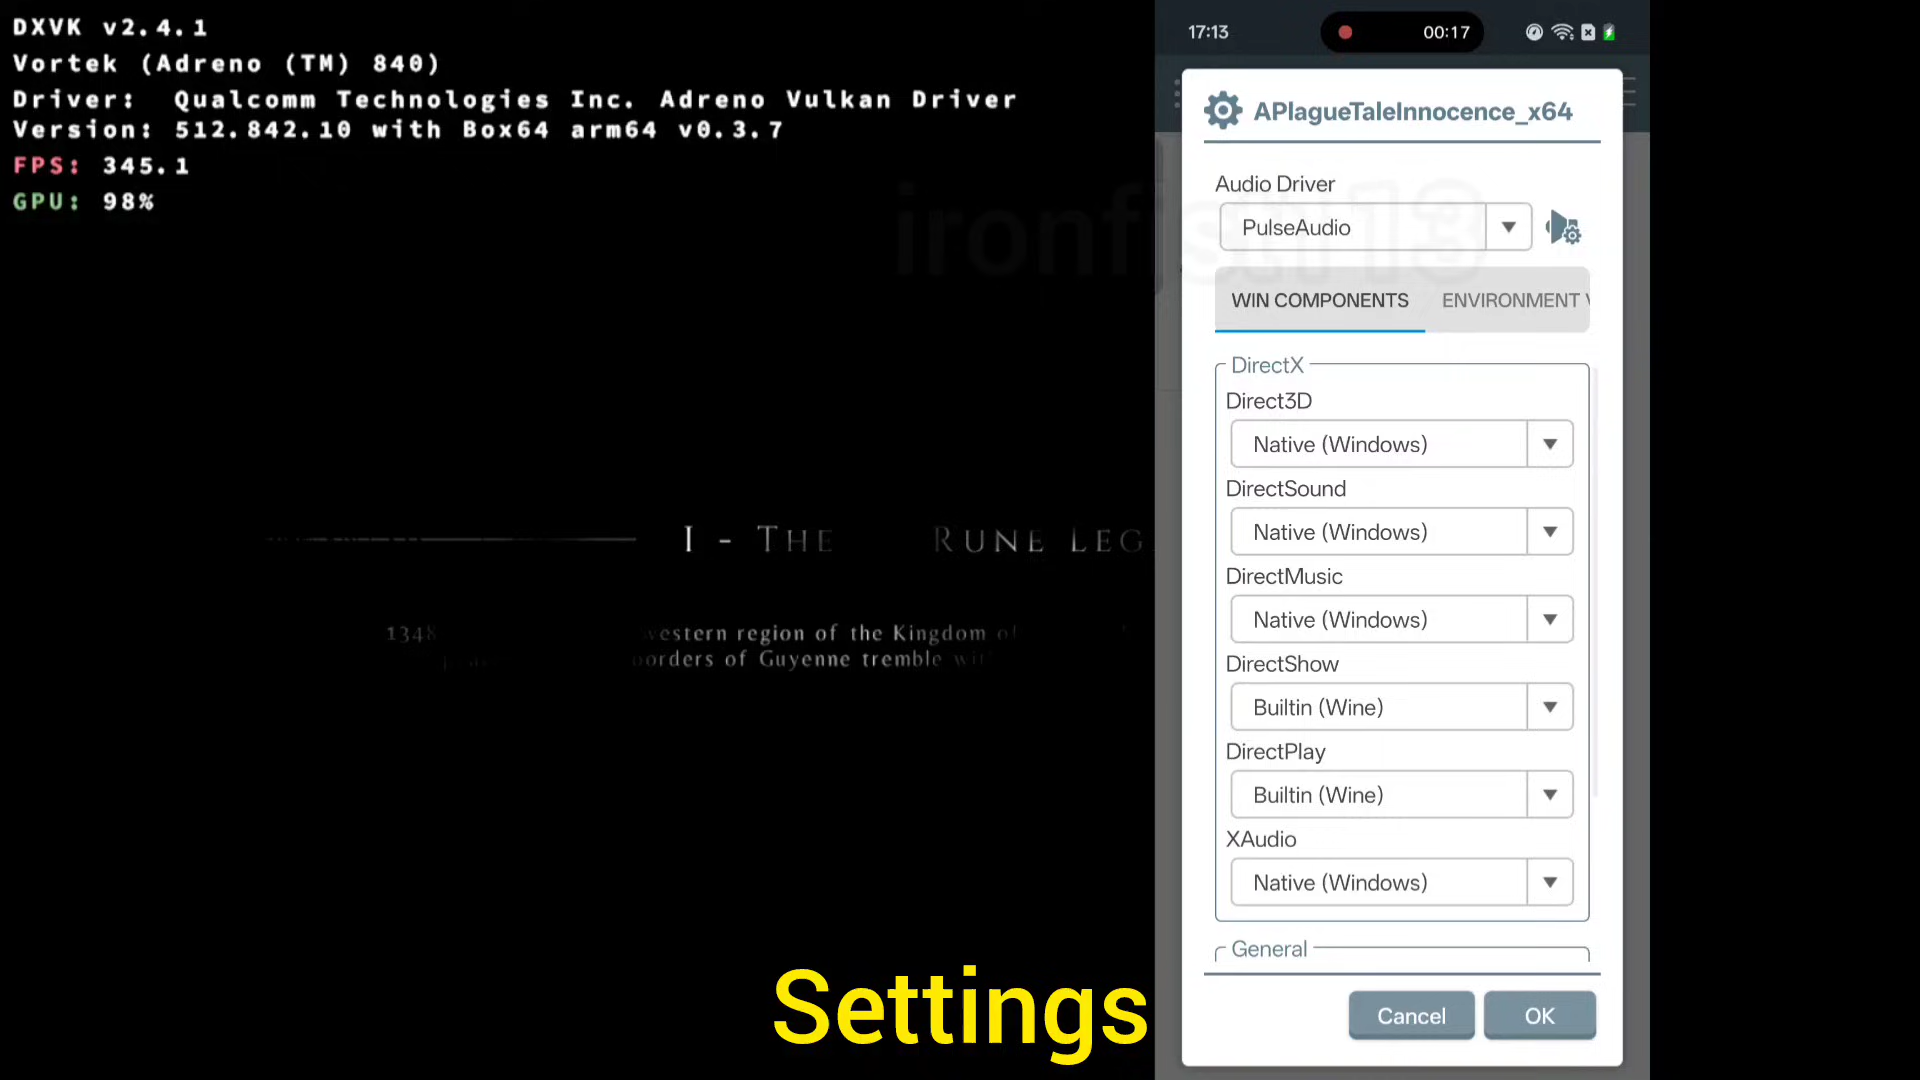 DXVK v2.4.1
Vortek (Adreno (TM) 840)
Driver: Qualcomm Technologies Inc. Adreno Vulkan Driver
Version: 512.842.10 with Box64 arm64 v0.3.7
FPS: 345.1
GPU: 98%
I - The Rune Leg
1348 western region of the Kingdom of
borders of Guyenne tremble wit
Settings
17:13
00:17
APlagueTaleInnocence_x64
Audio Driver
PulseAudio
WIN COMPONENTS ENVIRONMENT V
DirectX
Direct3D
Native (Windows)
DirectSound
Native (Windows)
DirectMusic
Native (Windows)
DirectShow
Builtin (Wine)
DirectPlay
Builtin (Wine)
XAudio
Native (Windows)
General
Cancel OK